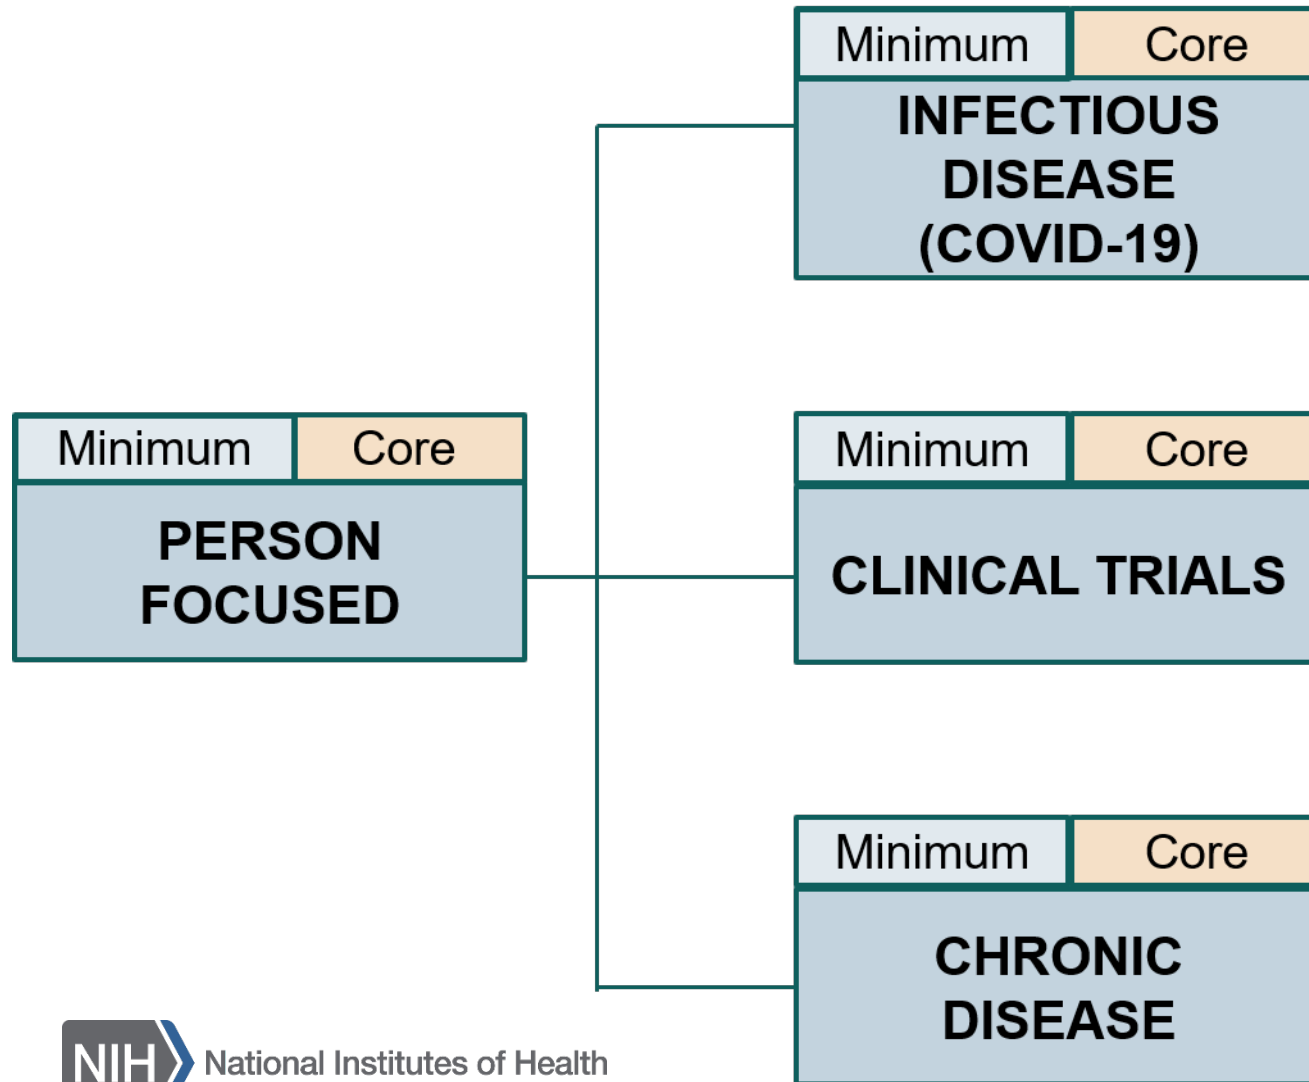 Minimum Core
INFECTIOUS
DISEASE
(COVID-19)
Minimum Core
PERSON
FOCUSED
Minimum Core
CLINICAL TRIALS
Minimum Core
CHRONIC
DISEASE
NIH National Institutes of Health